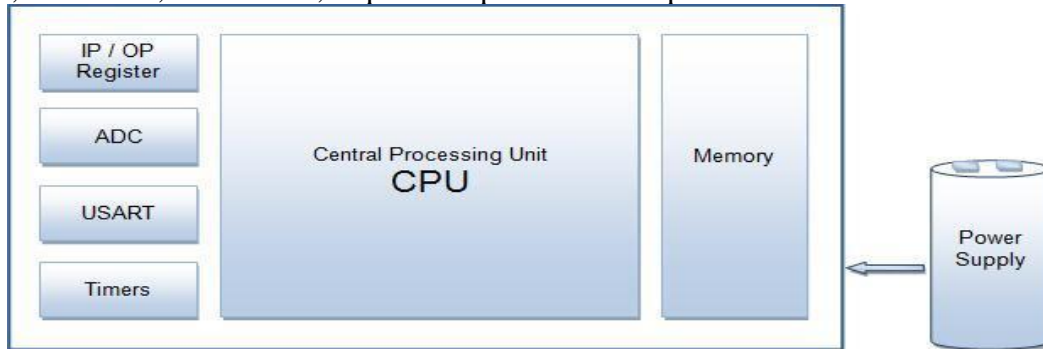 IP / OP
Register
ADC
USART
Timers
Central Processing Unit
CPU
Memory
Power
Supply